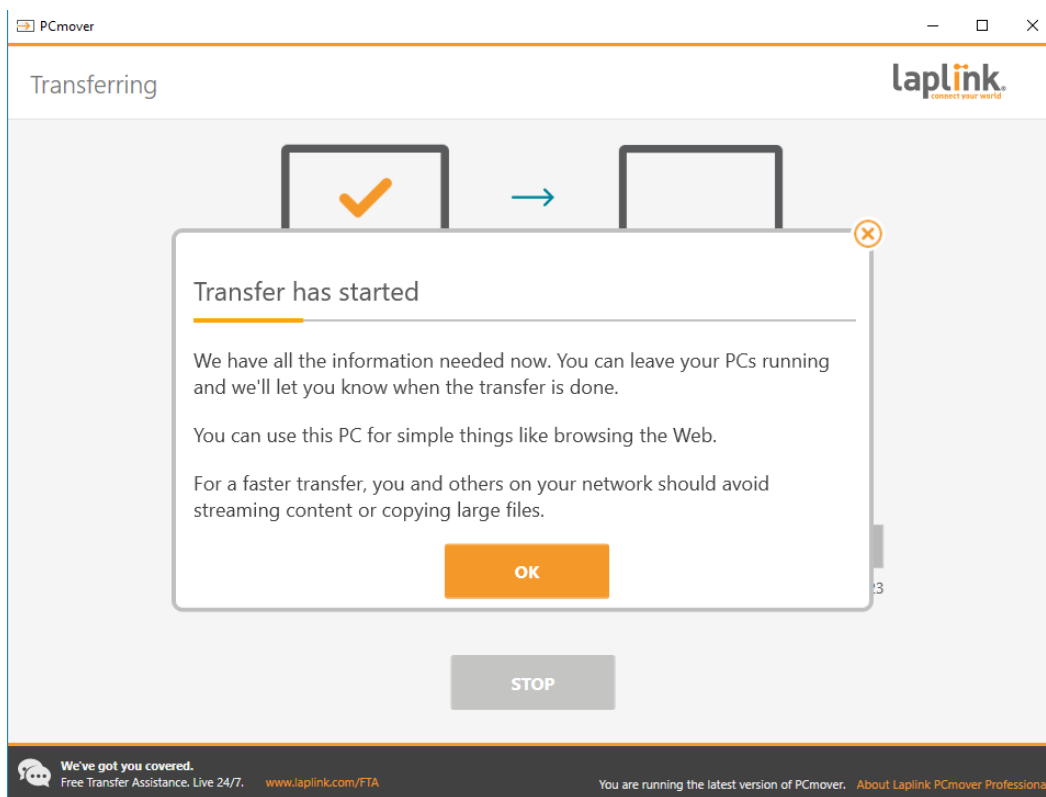 PCmover
Transferring
laplink.
connect your world
Transfer has started
We have all the information needed now. You can leave your PCs running
and we'll let you know when the transfer is done.
You can use this PC for simple things like browsing the Web.
For a faster transfer, you and others on your network should avoid
streaming content or copying large files.
OK
23
STOP
We've got you covered.
Free Transfer Assistance. Live 24/7. www.laplink.com/FTA
You are running the latest version of PCmover. About Laplink PCmover Professiona